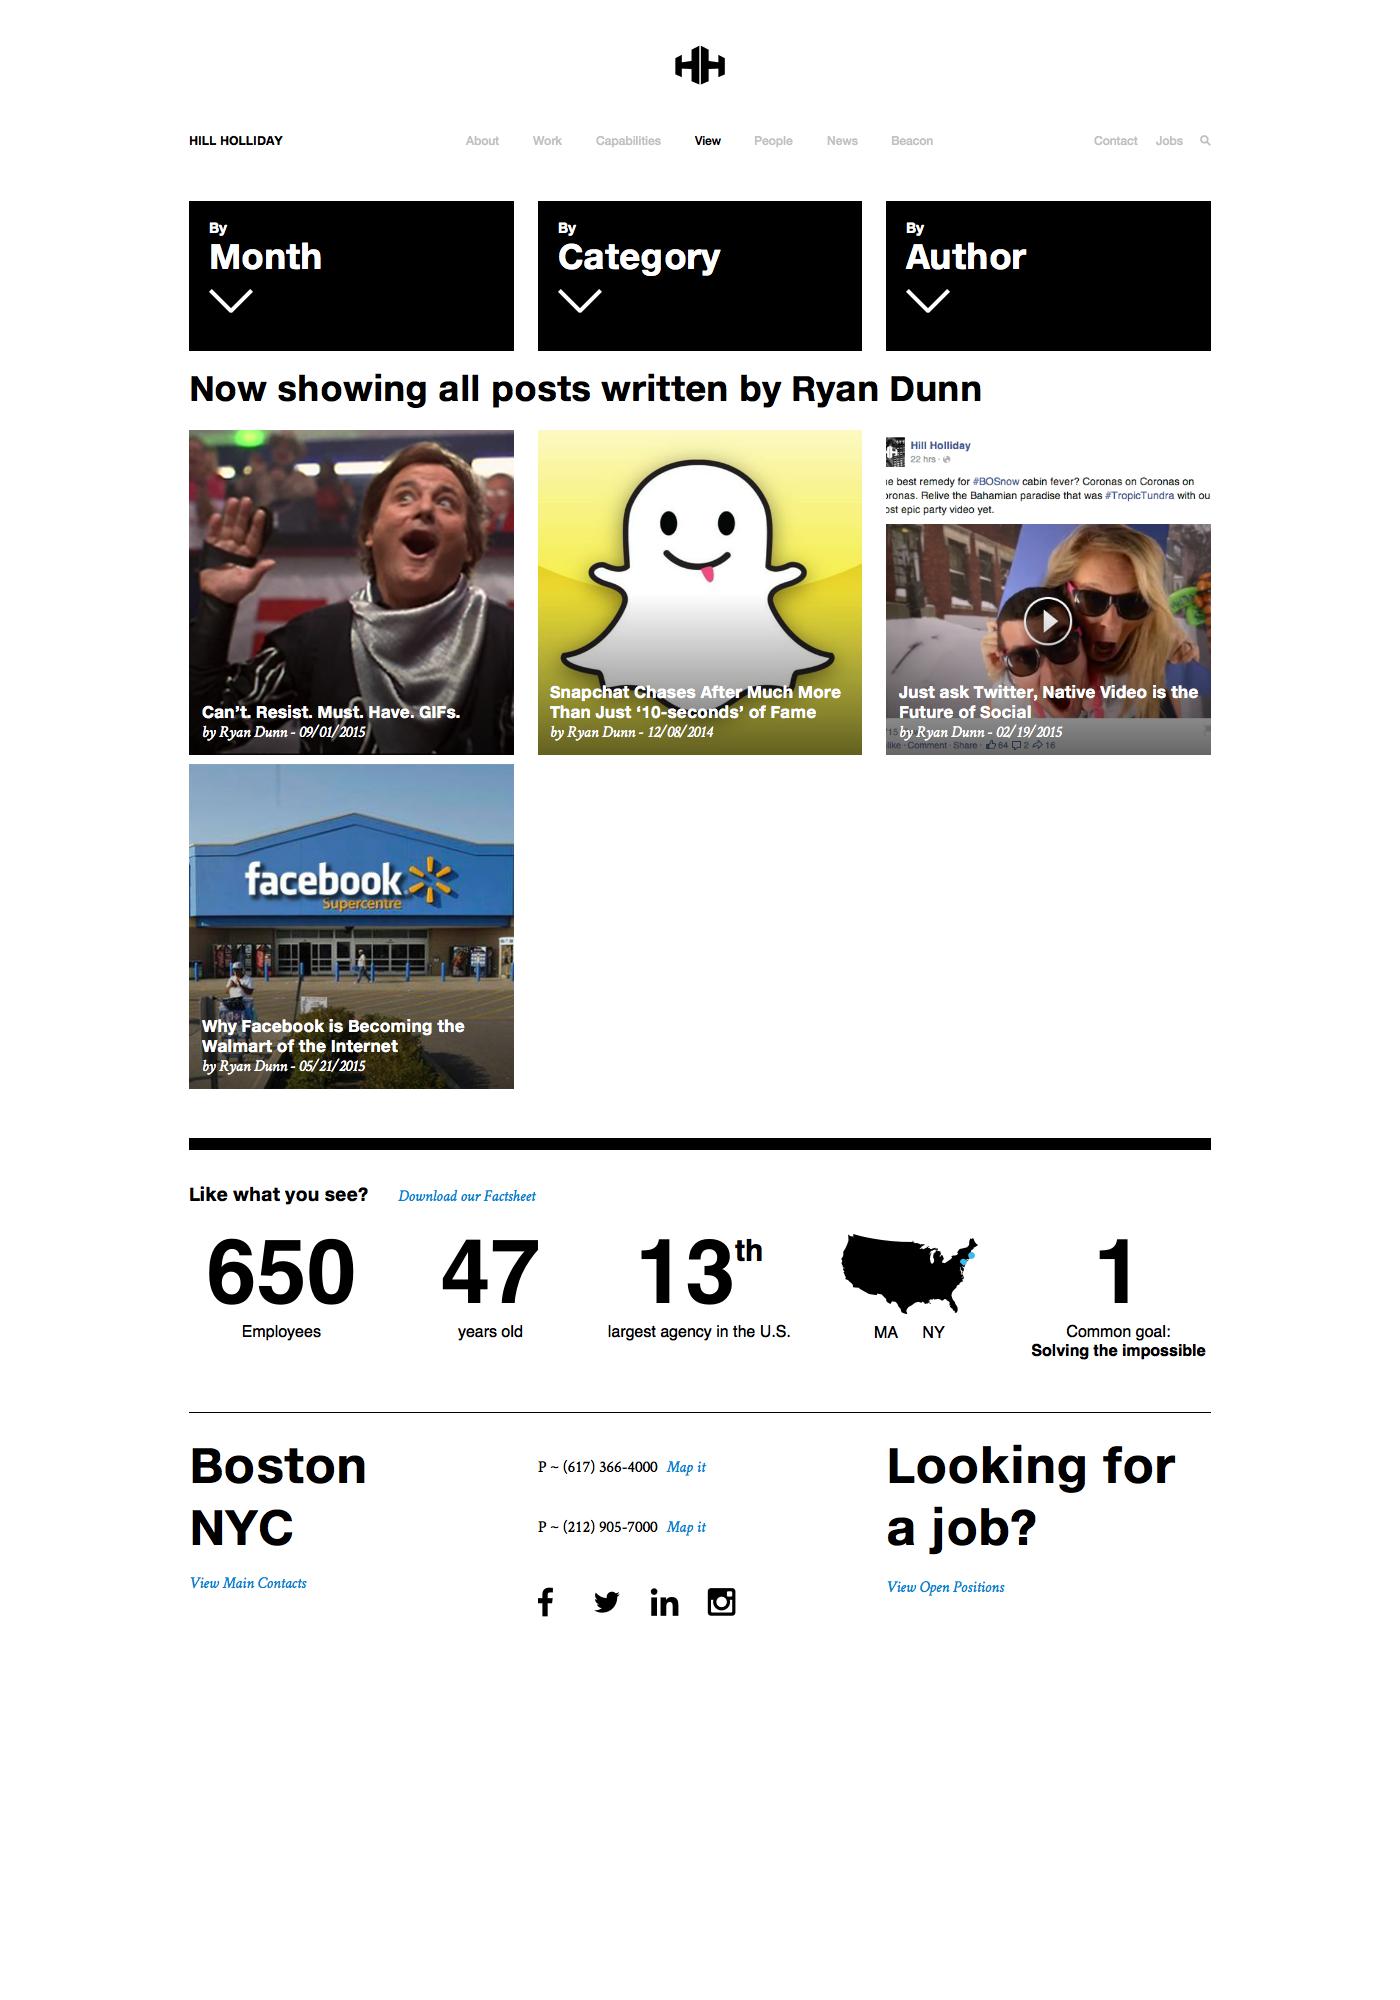 HILL HOLLIDAY
About Work Capabilities View People News Beacon
Contact Jobs
By
Month
By
Category
By
Author
Now showing all posts written by Ryan Dunn
Can't. Resist. Must. Have. GIFs.
by Ryan Dunn - 09/01/2015
Snapchat Chases After Much More
Than Just ‘10-seconds’ of Fame
by Ryan Dunn - 12/08/2014
Hill Holliday
22 hrs ·
e best remedy for #BOSnow cabin fever? Coronas on Coronas on
oronas. Relive the Bahamian paradise that was #TropicTundra with ou
ost epic party video yet.
Just ask Twitter, Native Video is the
Future of Social
by Ryan Dunn - 02/19/2015
like · Comment · Share · 64 2 16
facebook
Supercentre
Why Facebook is Becoming the
Walmart of the Internet
by Ryan Dunn - 05/21/2015
Like what you see? Download our Factsheet
650
Employees
47
years old
13th
largest agency in the U.S.
MA NY
1
Common goal:
Solving the impossible
Boston
NYC
View Main Contacts
P ~ (617) 366-4000 Map it
P ~ (212) 905-7000 Map it
Looking for
a job?
View Open Positions